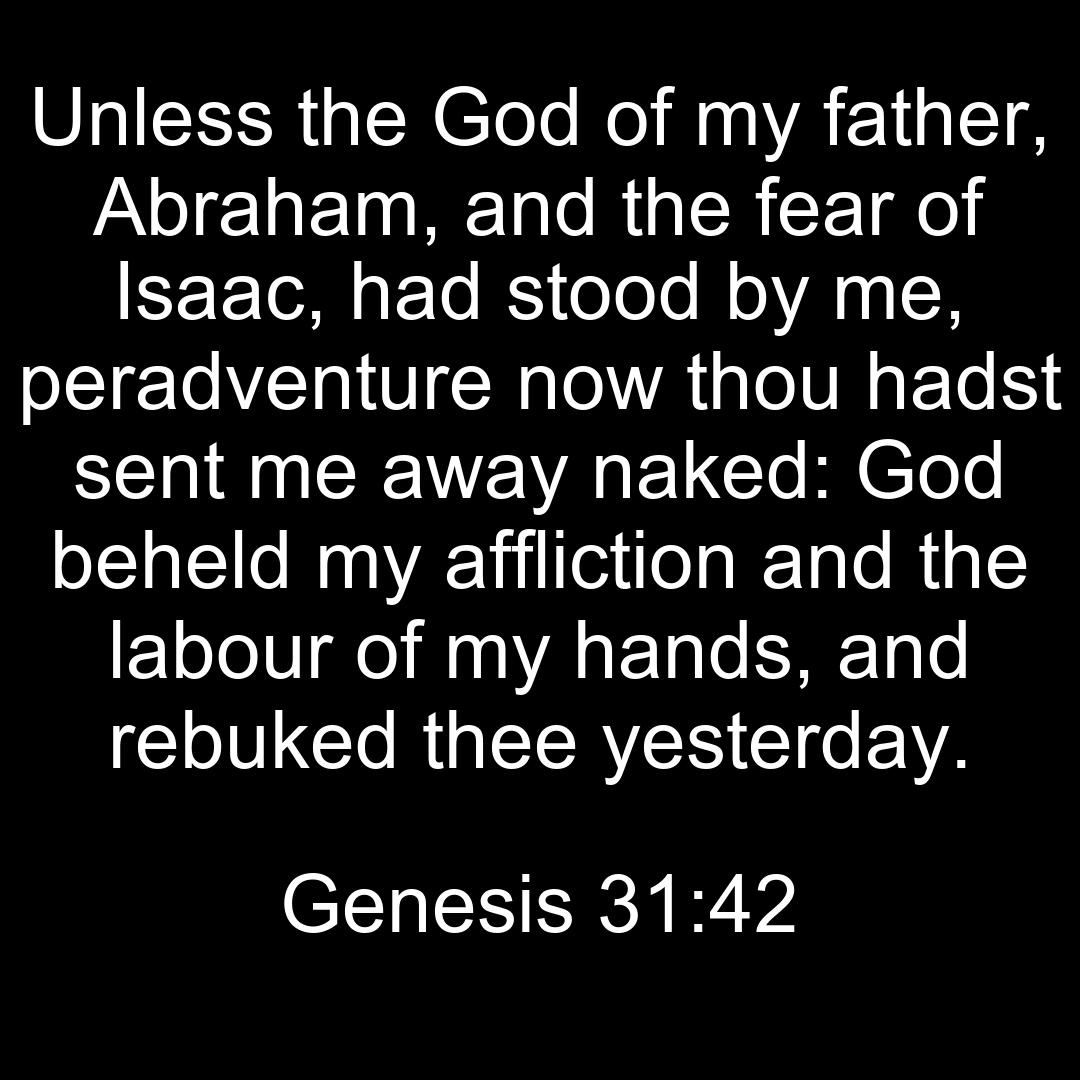 Unless the God of my father,
Abraham, and the fear of
Isaac, had stood by me,
peradventure now thou hadst
sent me away naked: God
beheld my affliction and the
labour of my hands, and
rebuked thee yesterday.
Genesis 31:42